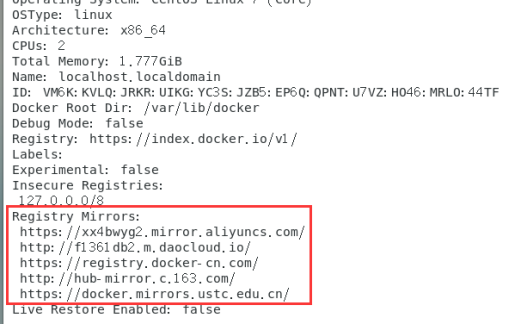 Operating System: CentOS Linux 7 (Core)
OSType: linux
Architecture: x86_64
CPUs: 2
Total Memory: 1.777GiB
Name: localhost.localdomain
ID: VM6K:KVLQ:JRKR:UIKG:YC3S:JZB5:EP6Q:QPNT:U7VZ:HO46:MRLO:44TF
Docker Root Dir: /var/lib/docker
Debug Mode: false
Registry: https://index.docker.io/v1/
Labels:
Experimental: false
Insecure Registries:
127.0.0.0/8
Registry Mirrors:
https://xx4bwyg2.mirror.aliyuncs.com/
http://f1361db2.m.daocloud.io/
https://registry.docker-cn.com/
http://hub-mirror.c.163.com/
https://docker.mirrors.ustc.edu.cn/
Live Restore Enabled: false